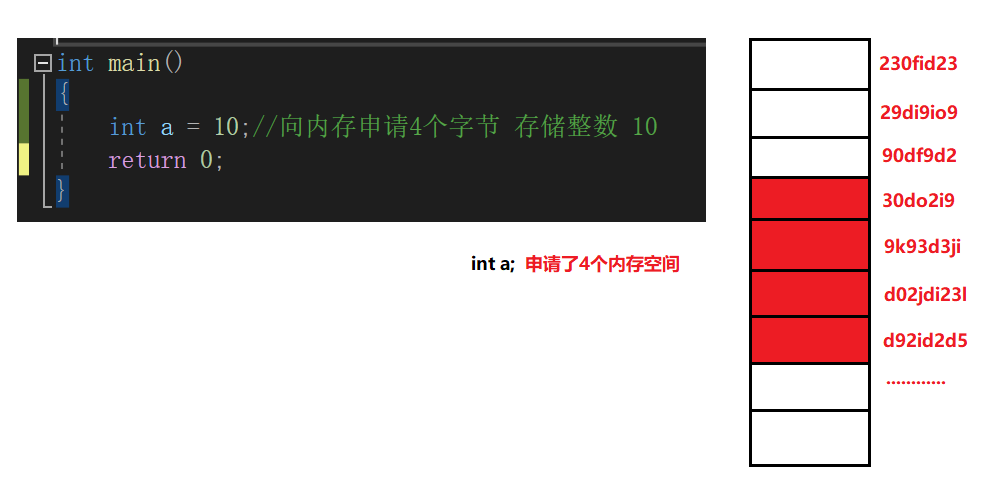 int main()
{
int a = 10;//向内存申请4个字节 存储整数 10
return 0;
}
int a; 申请了4个内存空间
230fid23
29di9io9
90df9d2
30do2i9
9k93d3ji
d02jdi23l
d92id2d5
............